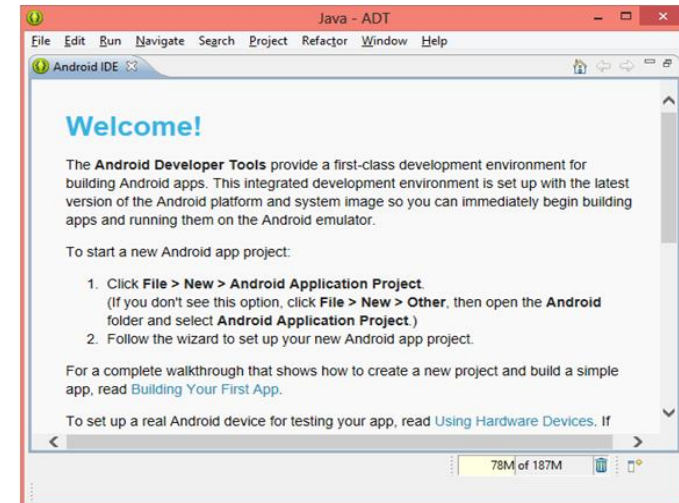 Java - ADT
File Edit Run Navigate Search Project Refactor Window Help
Android IDE
Welcome!
The Android Developer Tools provide a first-class development environment for
building Android apps. This integrated development environment is set up with the latest
version of the Android platform and system image so you can immediately begin building
apps and running them on the Android emulator.
To start a new Android app project:
1. Click File > New > Android Application Project.
(If you don't see this option, click File > New > Other, then open the Android
folder and select Android Application Project.)
2. Follow the wizard to set up your new Android app project.
For a complete walkthrough that shows how to create a new project and build a simple
app, read Building Your First App.
To set up a real Android device for testing your app, read Using Hardware Devices. If
78M of 187M